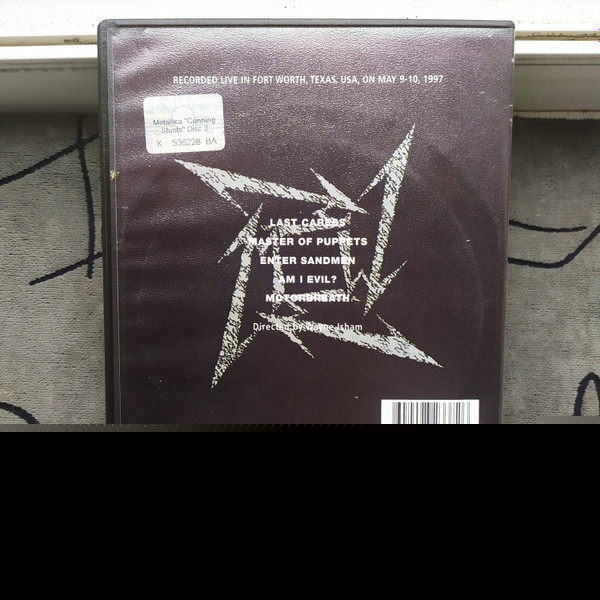 RECORDED LIVE IN FORT WORTH, TEXAS, USA, ON MAY 9-10, 1997
Metallica "Cunning
Stunts" Disc 2
K 536228 BA
LAST CARESS
MASTER OF PUPPETS
ENTER SANDMEN
AM I EVIL?
MOTORBREATH
Directed by Wayne Isham